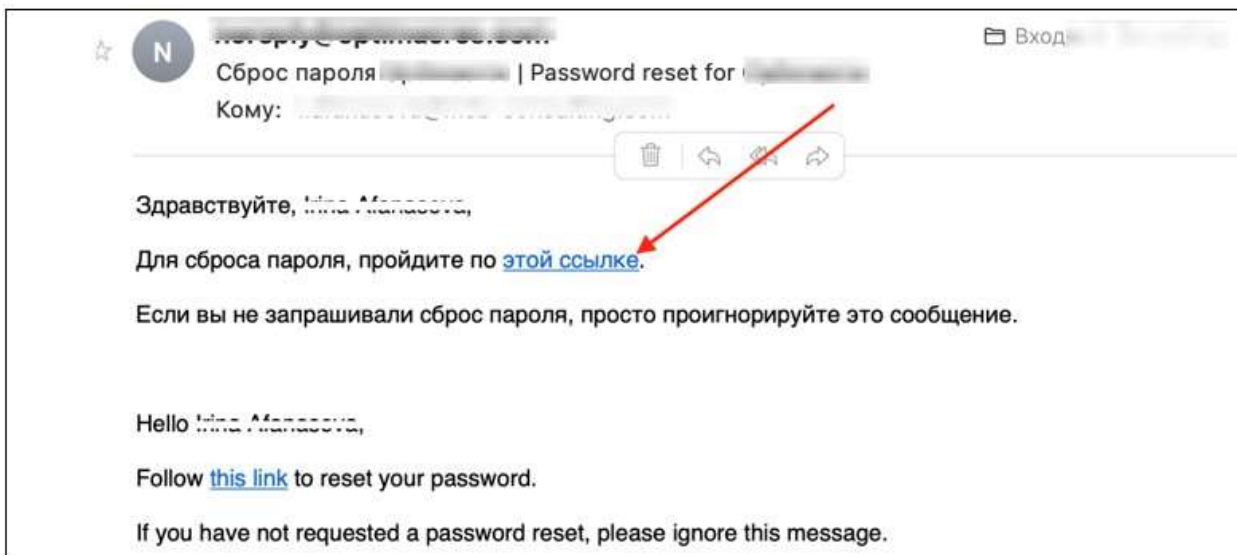 N
Вход
Сброс пароля | Password reset for
Кому:
Здравствуйте,
Для сброса пароля, пройдите по этой ссылке.
Если вы не запрашивали сброс пароля, просто проигнорируйте это сообщение.
Hello
Follow this link to reset your password.
If you have not requested a password reset, please ignore this message.